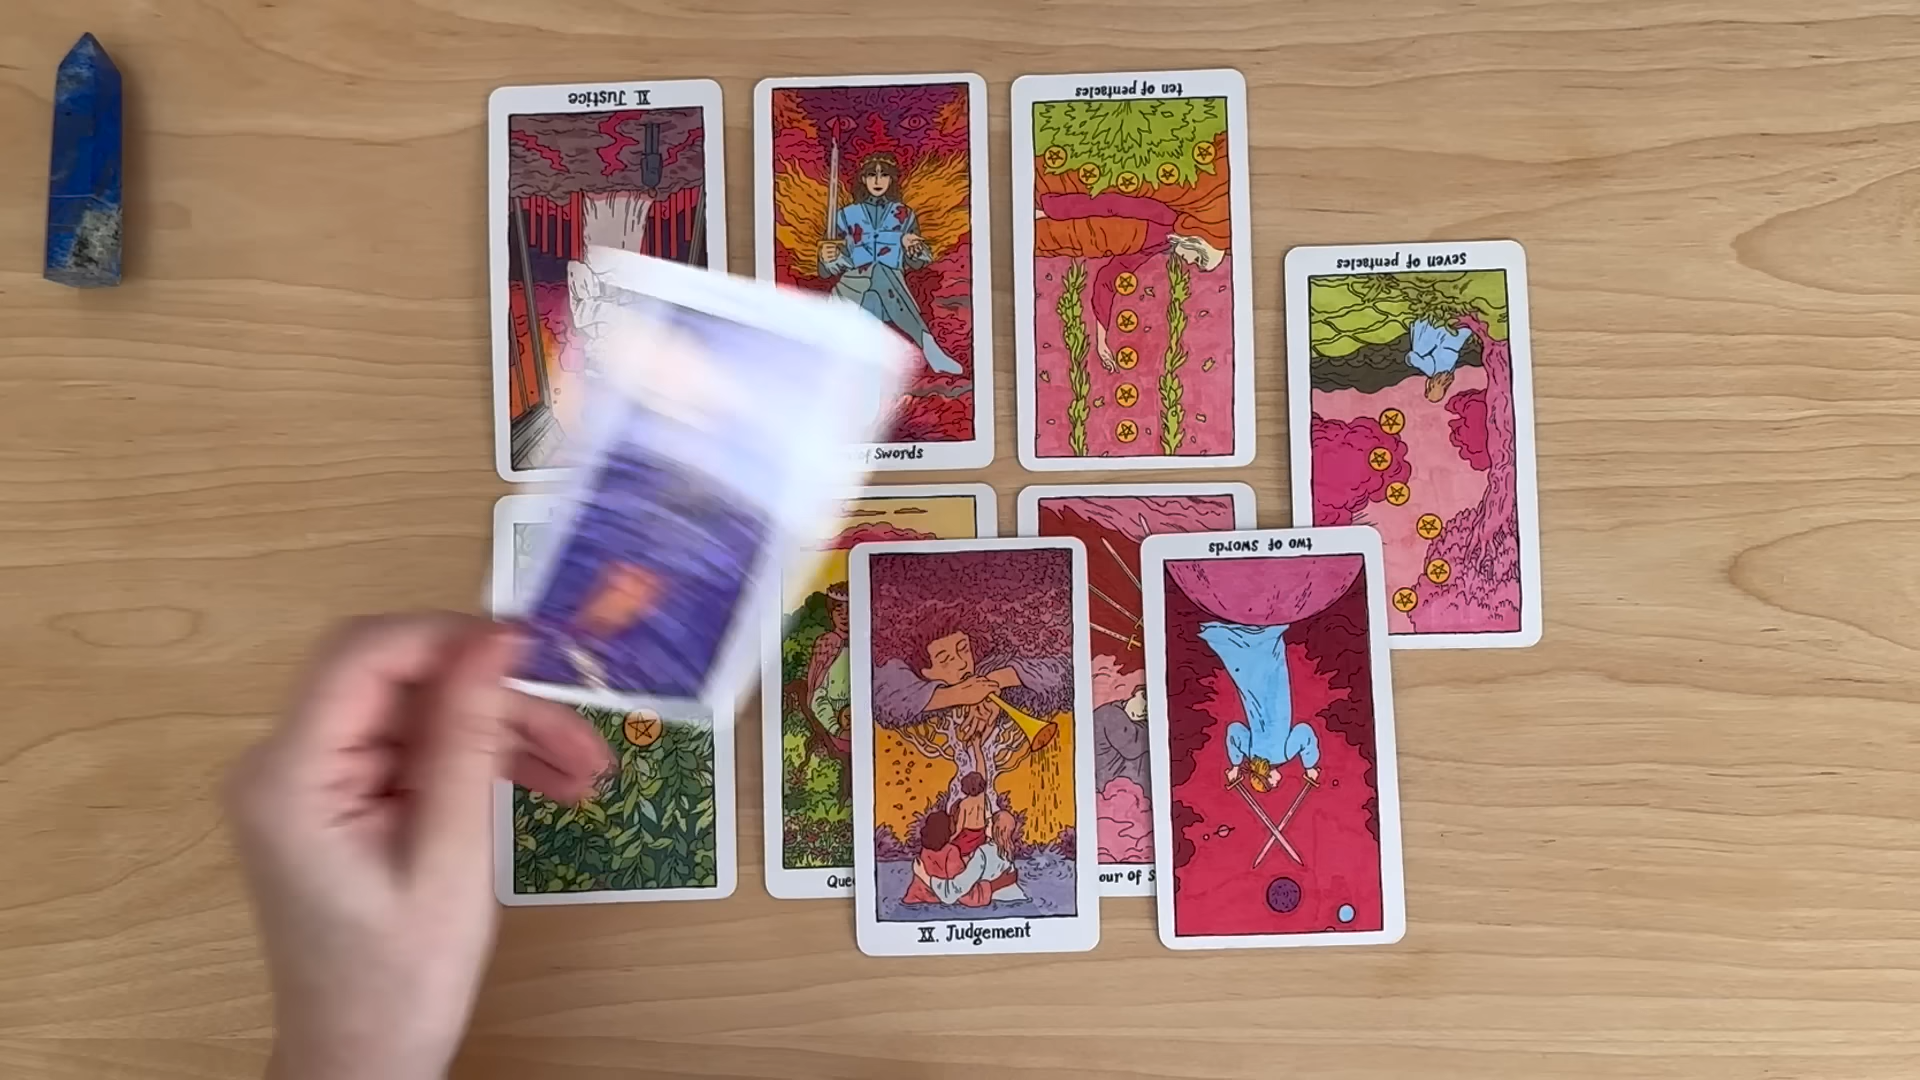 XI Justice
of Swords
ten of pentacles
seven of pentacles
two of Swords
Que
our of S
XX. Judgement